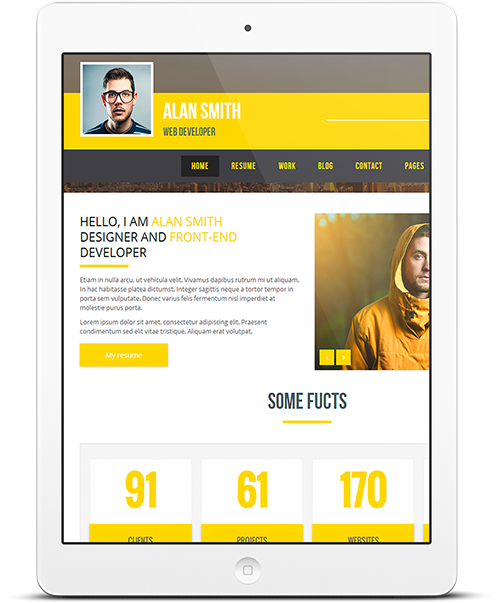 ALAN SMITH
WEB DEVELOPER
HOME RESUME WORK BLOG CONTACT PAGES
HELLO, I AM ALAN SMITH
DESIGNER AND FRONT-END
DEVELOPER
Etiam in nulla arcu, ut vehicula velit. Vivamus dapibus rutrum mi ut aliquam.
In hac habitasse platea dictumst. Integer sagittis neque a tortor tempor in
porta sem vulputate. Donec varius felis fermentum nisl imperdiet at
molestie purus porta.
Lorem ipsum dolor sit amet, consectetur adipiscing elit. Praesent
condimentum sed elit vitae tristique. Aliquam erat volutpat.
My resume
SOME FUCTS
91 61 170
CLIENTS PROJECTS WEBSITES